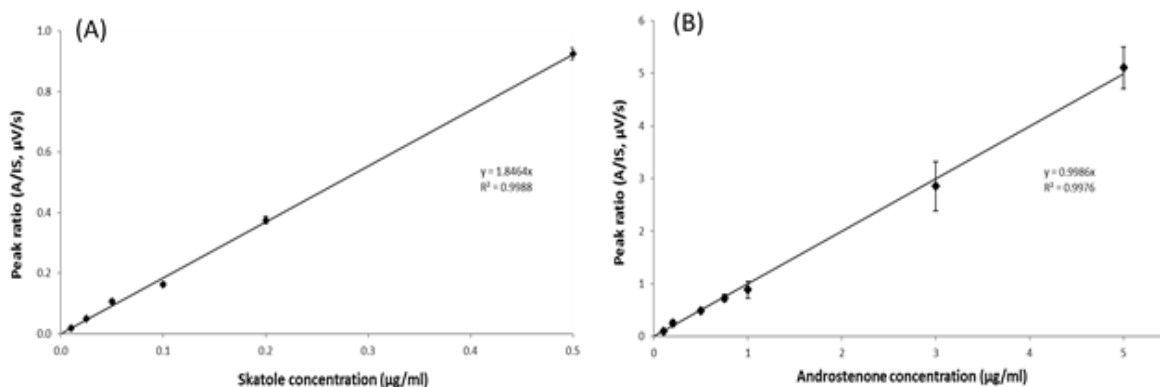 (A)
1.0
0.8
0.6
0.4
0.2
0.0
0.0
0.1
0.2
0.3
0.4
0.5
Peak ratio (A/IS, µV/s)
y = 1.8464x
R² = 0.9988
Skatole concentration (µg/ml)
(B)
6
5
4
3
2
1
0
0
1
2
3
4
5
Peak ratio (A/IS, µV/s)
y = 0.9986x
R² = 0.9976
Androstenone concentration (µg/ml)